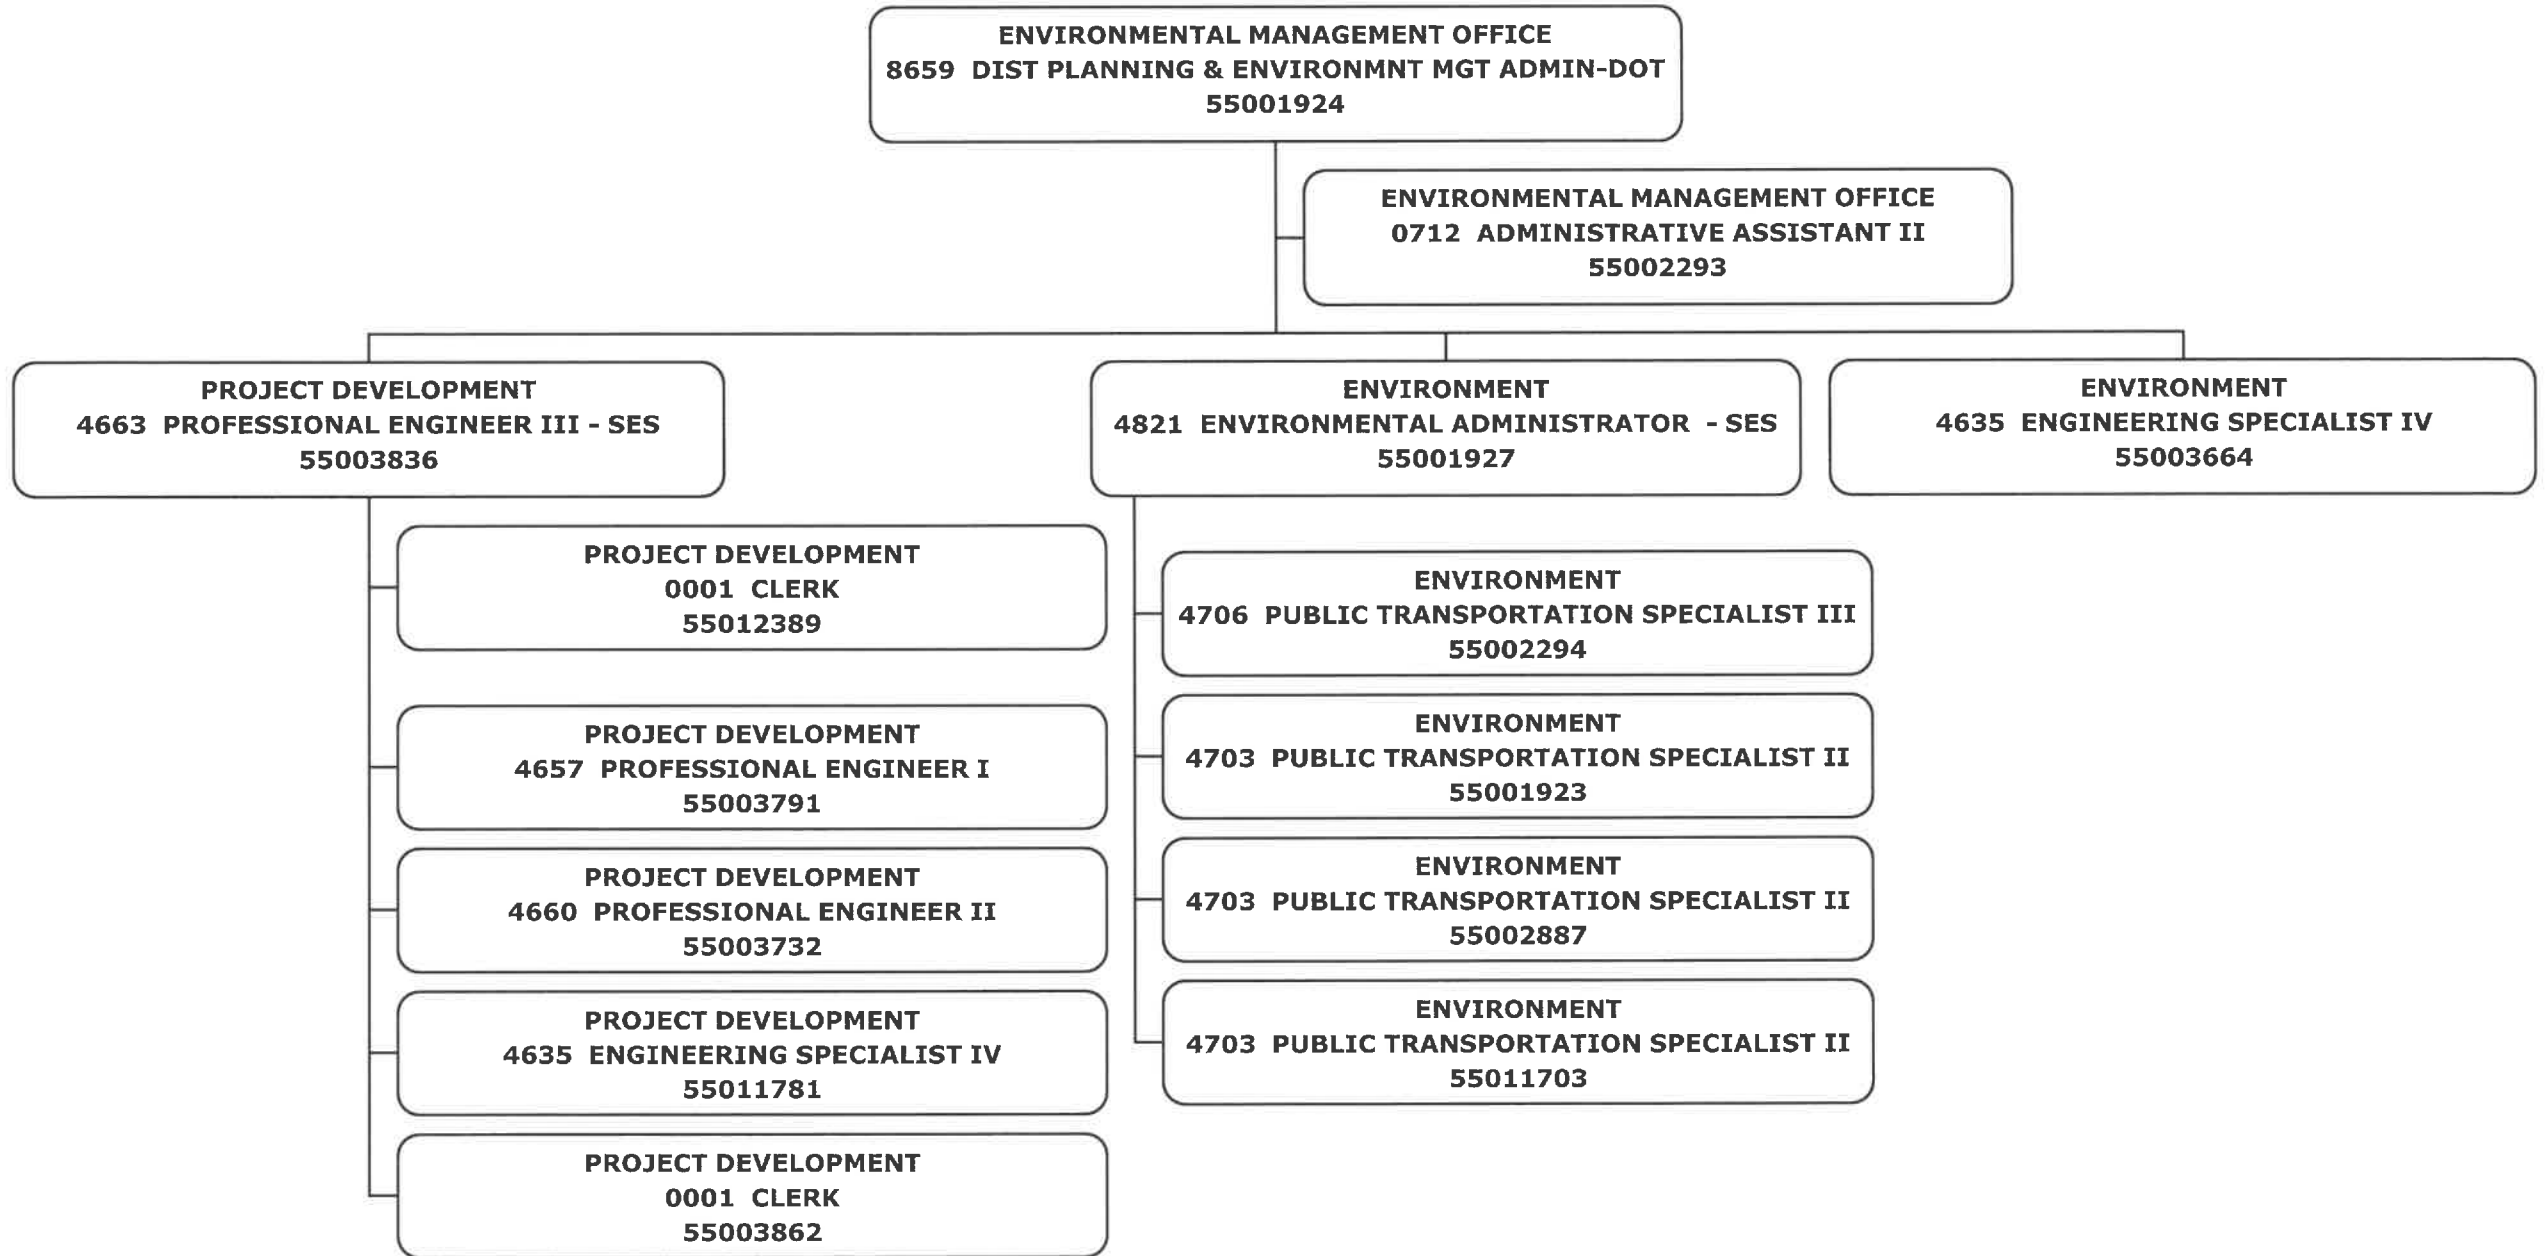 ENVIRONMENTAL MANAGEMENT OFFICE
8659 DIST PLANNING & ENVIRONMNT MGT ADMIN-DOT
55001924
ENVIRONMENTAL MANAGEMENT OFFICE
0712 ADMINISTRATIVE ASSISTANT II
55002293
PROJECT DEVELOPMENT
4663 PROFESSIONAL ENGINEER III - SES
55003836
ENVIRONMENT
4821 ENVIRONMENTAL ADMINISTRATOR - SES
55001927
ENVIRONMENT
4635 ENGINEERING SPECIALIST IV
55003664
PROJECT DEVELOPMENT
0001 CLERK
55012389
PROJECT DEVELOPMENT
4657 PROFESSIONAL ENGINEER I
55003791
PROJECT DEVELOPMENT
4660 PROFESSIONAL ENGINEER II
55003732
PROJECT DEVELOPMENT
4635 ENGINEERING SPECIALIST IV
55011781
PROJECT DEVELOPMENT
0001 CLERK
55003862
ENVIRONMENT
4706 PUBLIC TRANSPORTATION SPECIALIST III
55002294
ENVIRONMENT
4703 PUBLIC TRANSPORTATION SPECIALIST II
55001923
ENVIRONMENT
4703 PUBLIC TRANSPORTATION SPECIALIST II
55002887
ENVIRONMENT
4703 PUBLIC TRANSPORTATION SPECIALIST II
55011703